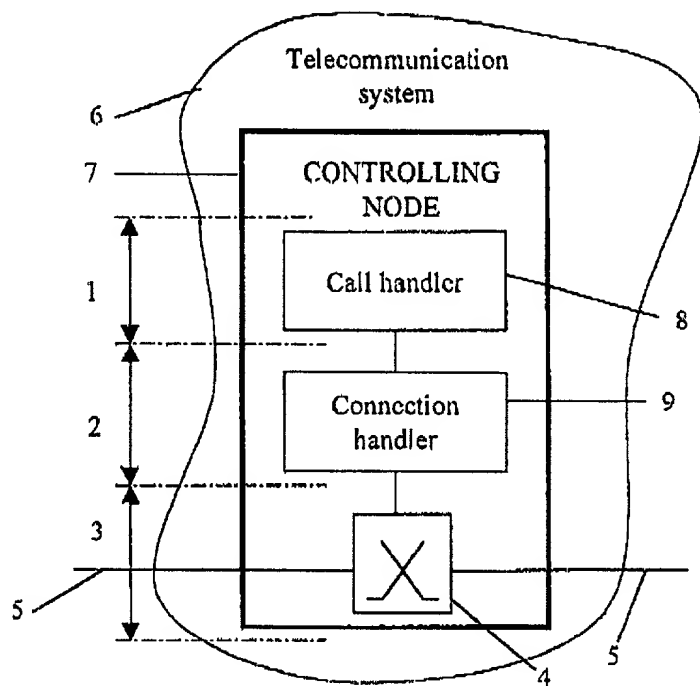 Telecommunication
system
6
7
CONTROLLING
NODE
1
Call handler
8
2
Connection
handler
9
3
5
4
5